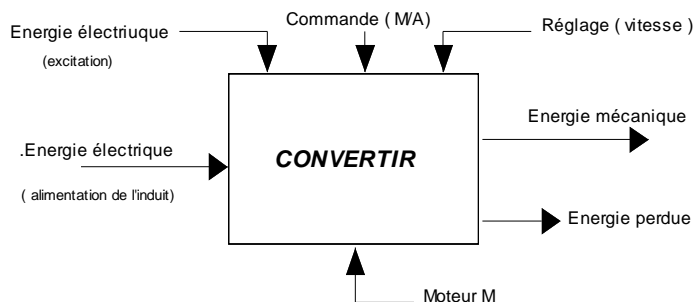 Commande ( M/A)
Energie électriuque
Réglage ( vitesse )
(excitation)
Energie mécanique
.Energie électrique
CONVERTIR
( alimentation de l'induit)
Energie perdue
Moteur M